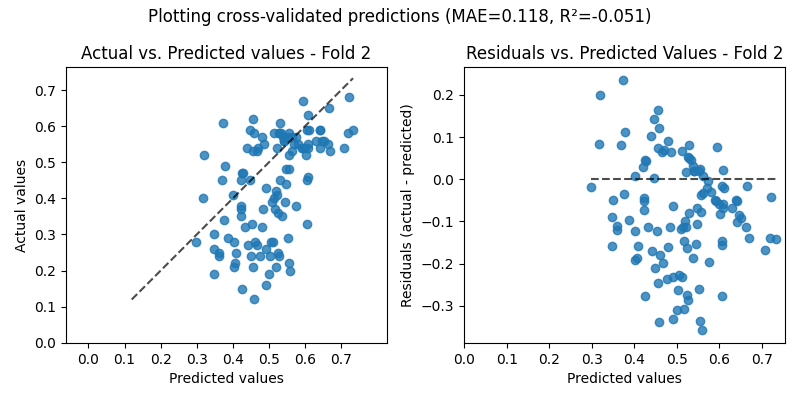 Plotting cross-validated predictions (MAE=0.118, R²=-0.051)
Actual vs. Predicted values - Fold 2
Actual values
0.7
0.6
0.5
0.4
0.3
0.2
0.1
0.0
0.0 0.1 0.2 0.3 0.4 0.5 0.6 0.7
Predicted values
Residuals vs. Predicted Values - Fold 2
Residuals (actual - predicted)
0.2
0.1
0.0
−0.1
−0.2
−0.3
0.0 0.1 0.2 0.3 0.4 0.5 0.6 0.7
Predicted values